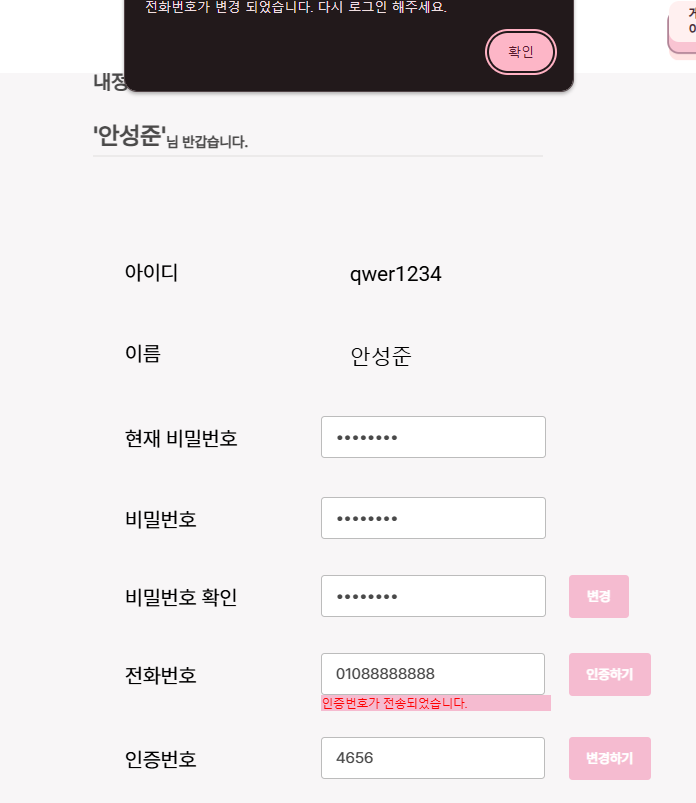 전화번호가 변경 되었습니다. 다시 로그인 해주세요.
확인
'안성준'님 반갑습니다.
아이디 qwer1234
이름 안성준
현재 비밀번호 ••••••••
비밀번호 ••••••••
비밀번호 확인 •••••••• 변경
전화번호 01088888888 인증하기
인증번호가 전송되었습니다.
인증번호 4656 변경하기